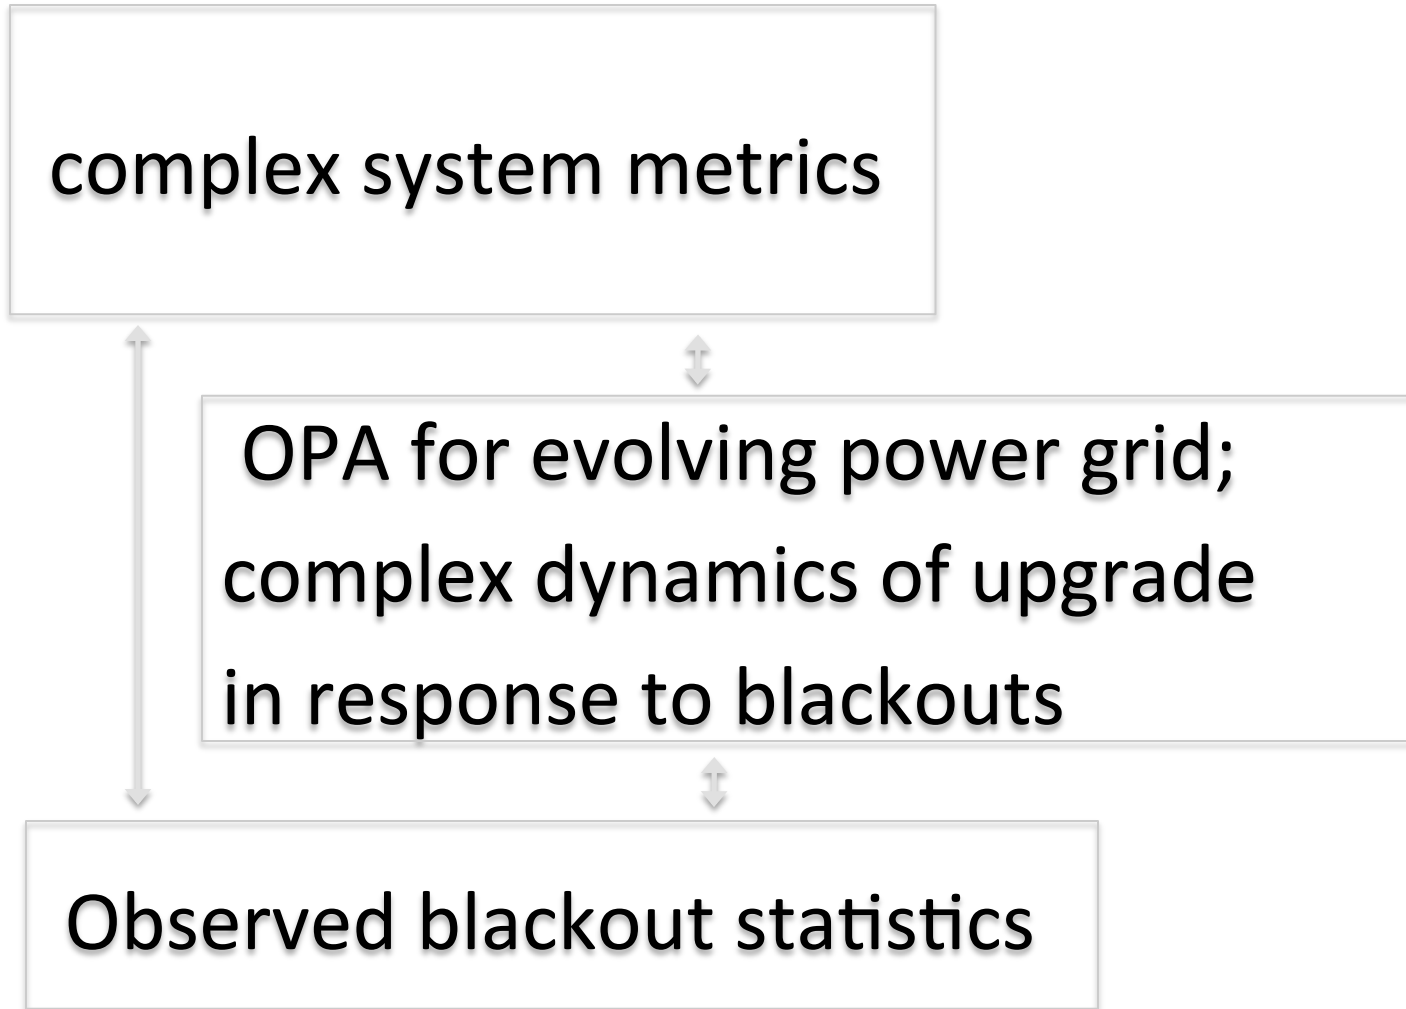 complex system metrics
OPA for evolving power grid;
complex dynamics of upgrade
in response to blackouts
Observed blackout statistics